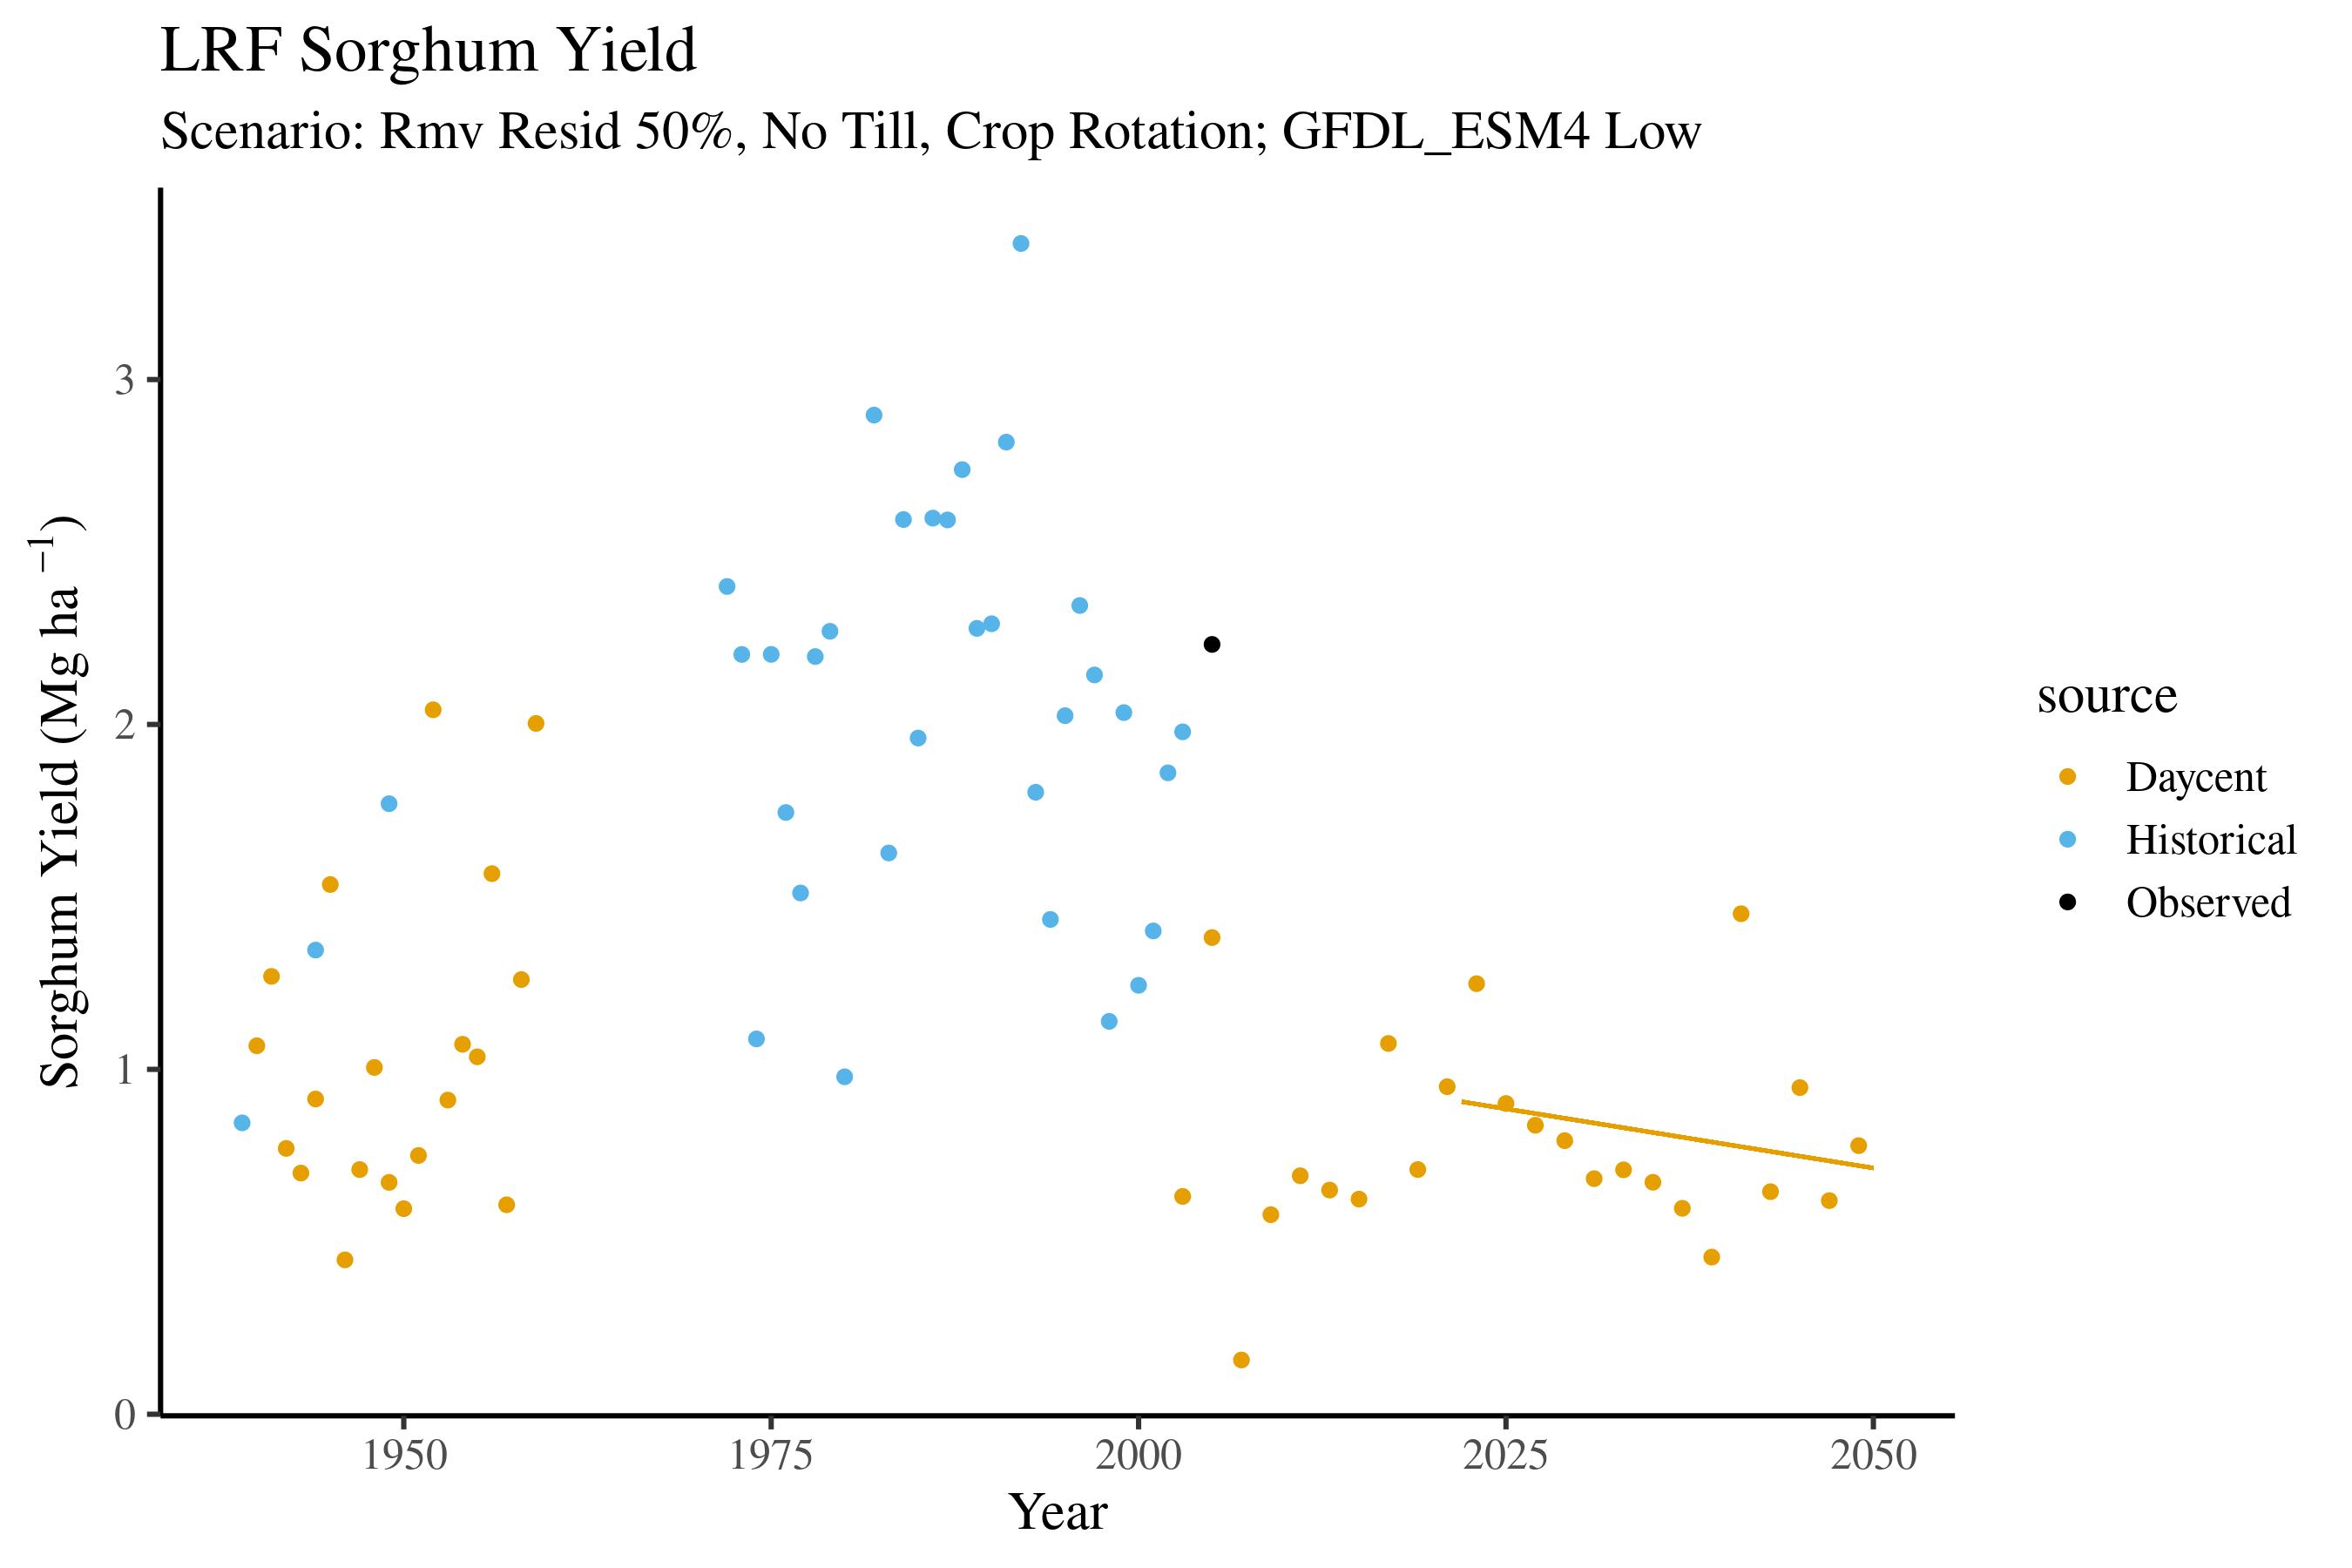 LRF Sorghum Yield
Scenario: Rmv Resid 50%, No Till, Crop Rotation; GFDL_ESM4 Low
Sorghum Yield (Mg ha −1)
3
2
1
0
1950
1975
2000
2025
2050
Year
source
Daycent
Historical
Observed